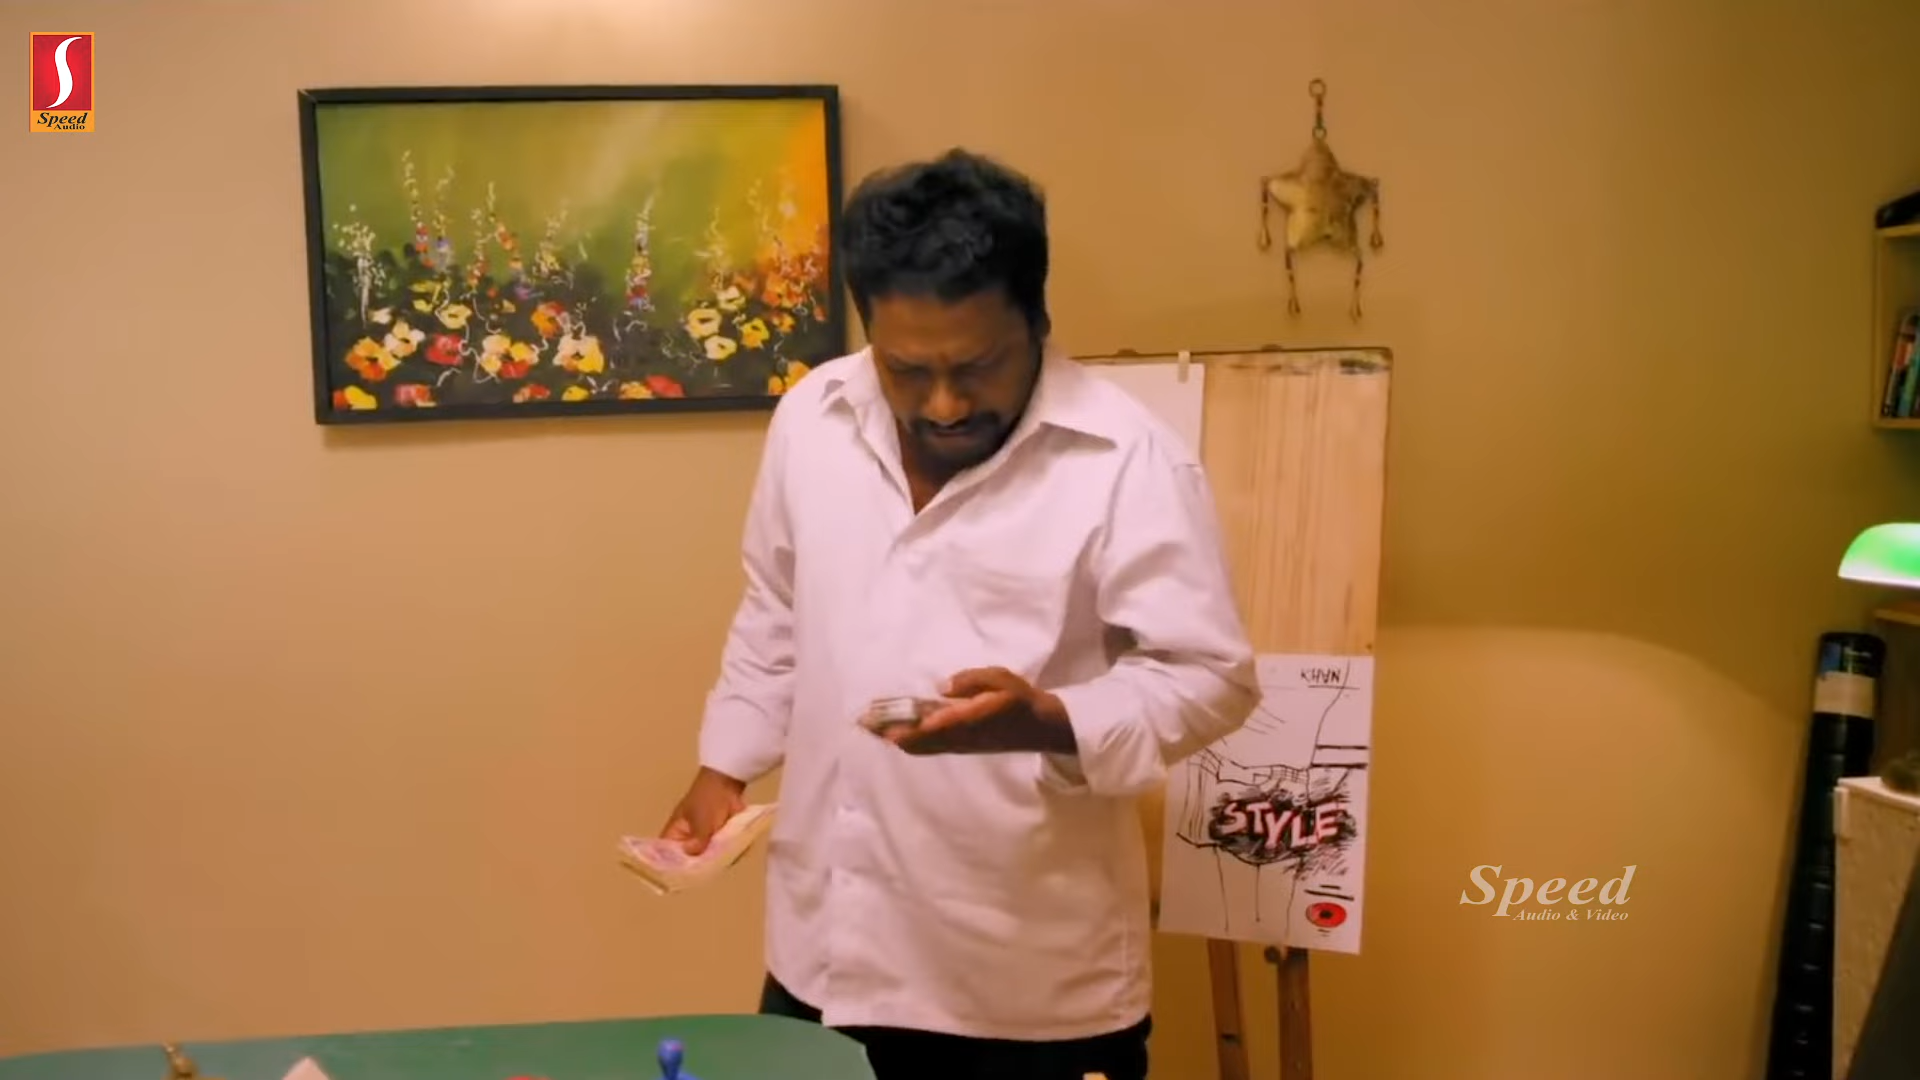 Speed
Audio
KHAN
STYLE
Speed
Audio & Video